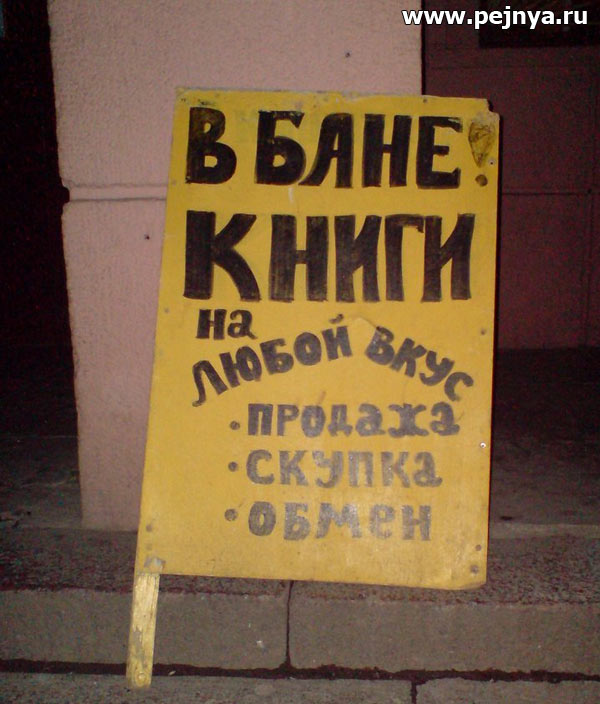 www.pejnya.ru
В БАНЕ!
КНИГИ
на
ЛЮБОЙ ВКУС
• ПРОДАЖА
• СКУПКА
• ОБМЕН